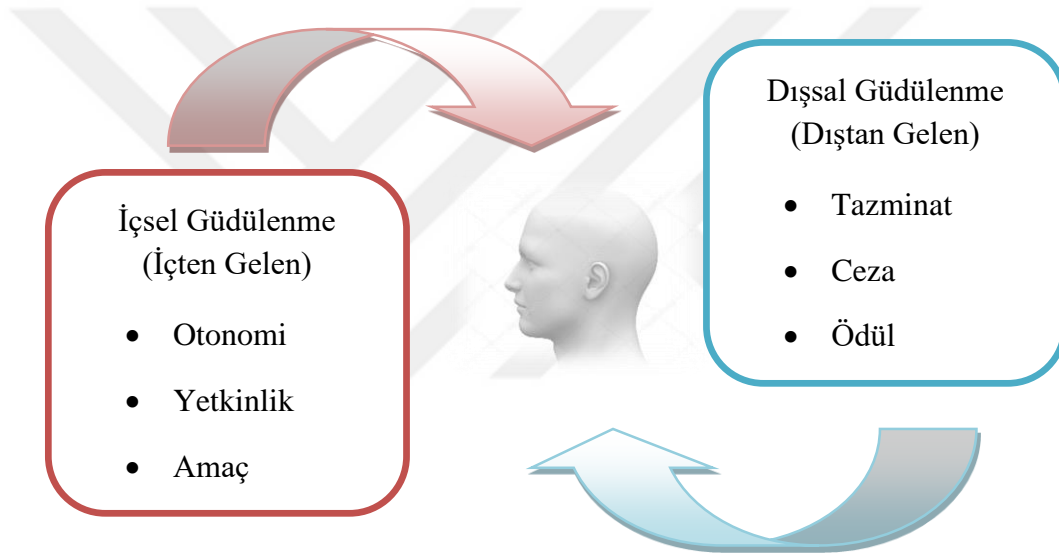 İçsel Güdülenme
(İçten Gelen)
• Otonomi
• Yetkinlik
• Amaç
Dışsal Güdülenme
(Dıştan Gelen)
• Tazminat
• Ceza
• Ödül